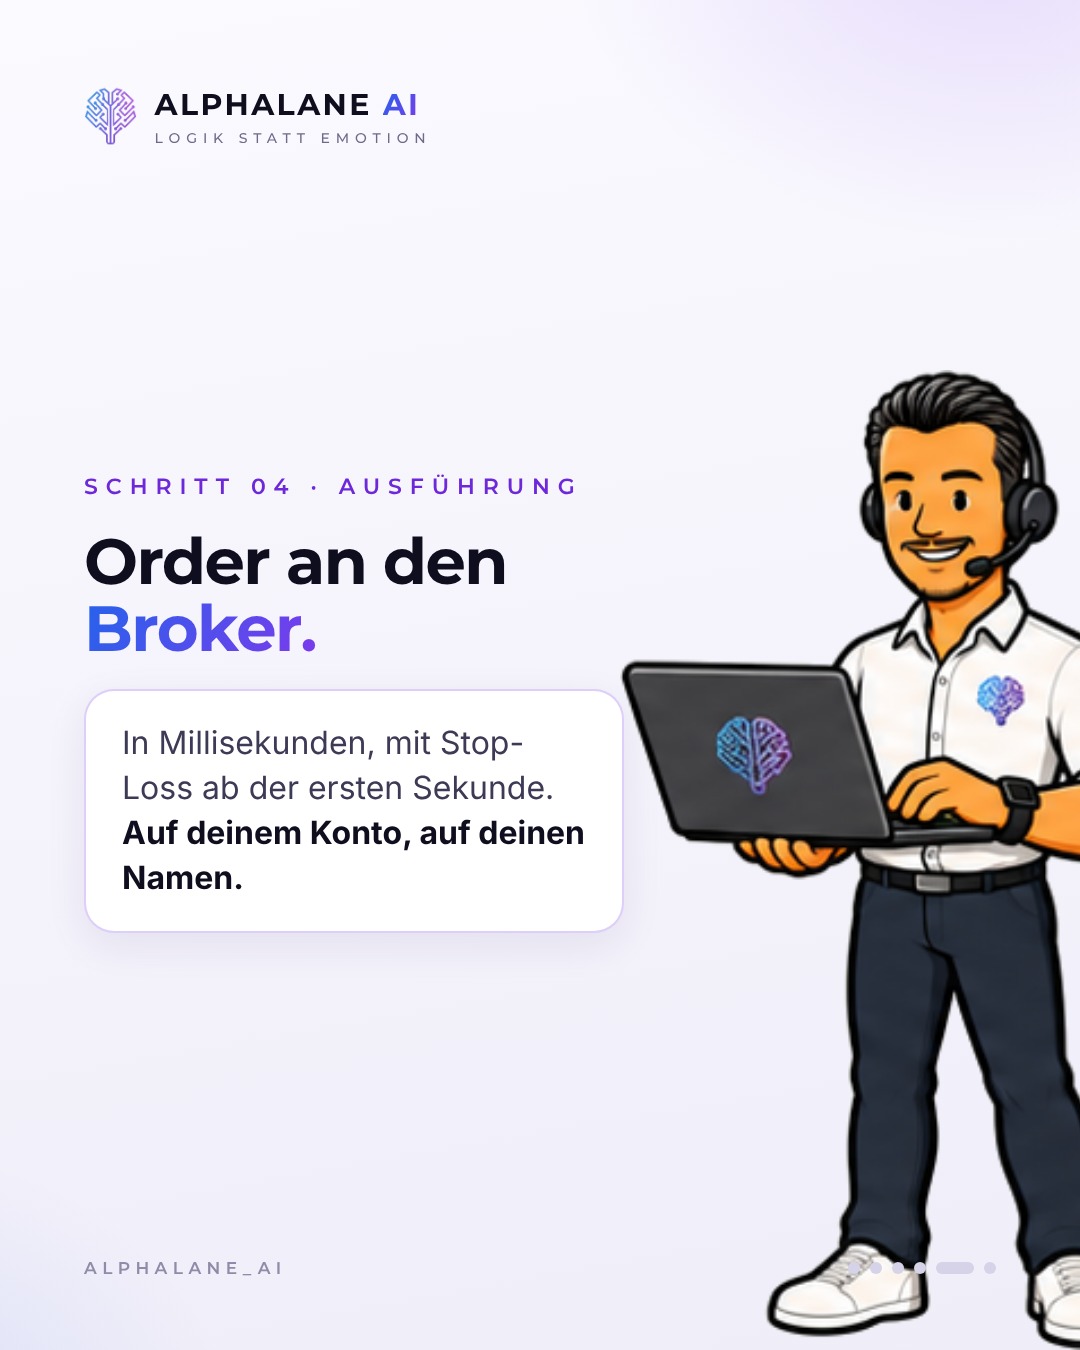 ALPHALANE AI
LOGIK STATT EMOTION
SCHRITT 04 · AUSFÜHRUNG
Order an den
Broker.
In Millisekunden, mit Stop-
Loss ab der ersten Sekunde.
Auf deinem Konto, auf deinen
Namen.
ALPHALANE_AI